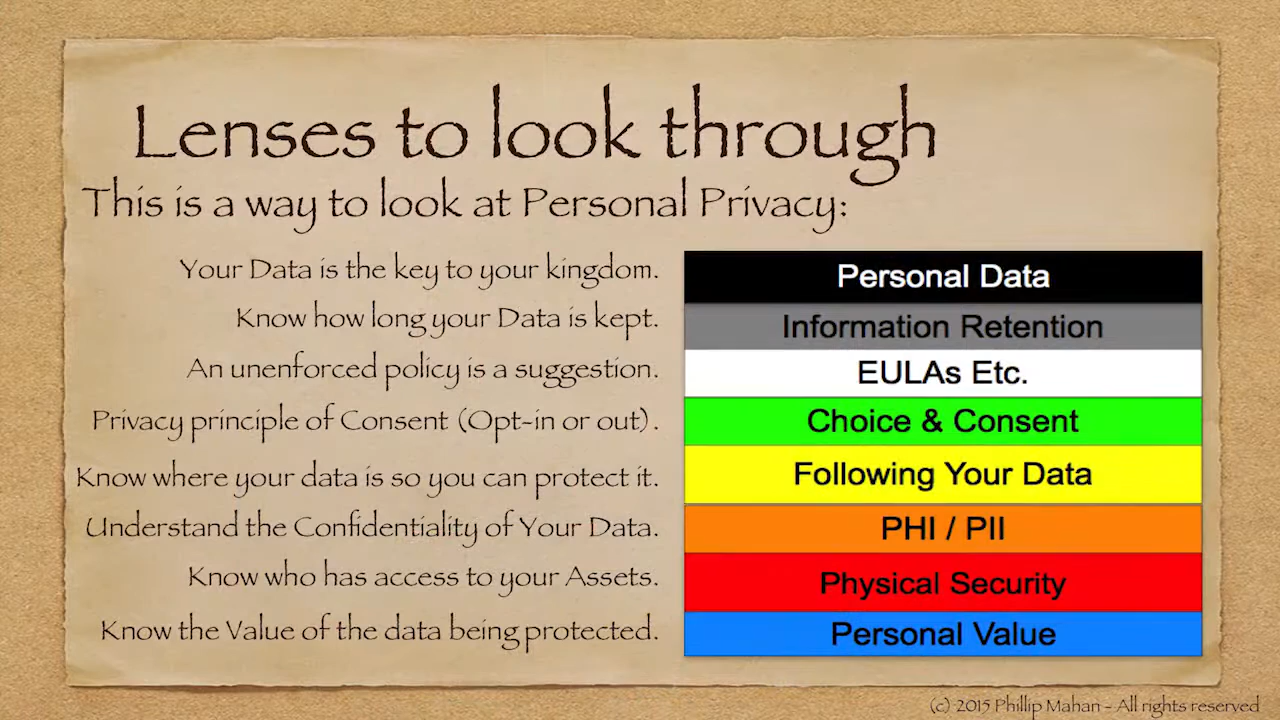 Lenses to look through
This is a way to look at Personal Privacy:
Your Data is the key to your kingdom.
Personal Data
Know how long your Data is kept.
Information Retention
An unenforced policy is a suggestion.
EULAs Etc.
Privacy principle of Consent (Opt-in or out).
Choice & Consent
Know where your data is so you can protect it.
Following Your Data
Understand the Confidentiality of Your Data.
PHI / PII
Know who has access to your Assets.
Physical Security
Know the Value of the data being protected.
Personal Value
(c) 2015 Phillip Mahan - All rights reserved